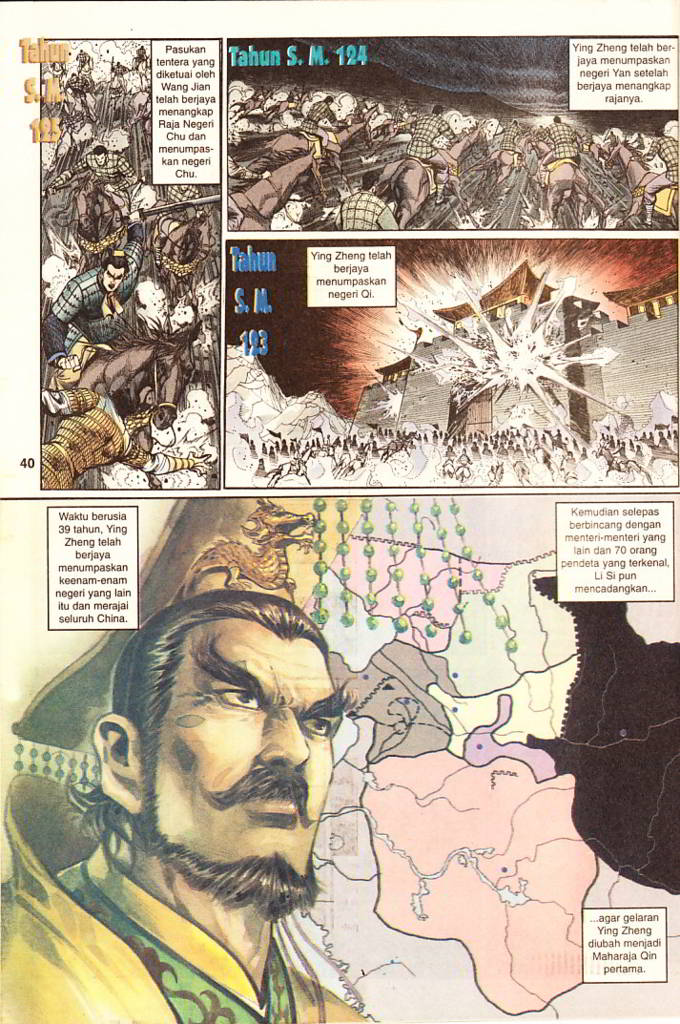 Tahun
S. M.
125
Pasukan
tentera yang
diketuai oleh
Wang Jian
telah berjaya
menangkap
Raja Negeri
Chu dan
menumpas-
kan negeri
Chu.
Tahun S. M. 124
Ying Zheng telah ber-
jaya menumpaskan
negeri Yan setelah
berjaya menangkap
rajanya.
Tahun
S. M.
123
Ying Zheng telah
berjaya
menumpaskan
negeri Qi.
40
Waktu berusia
39 tahun, Ying
Zheng telah
berjaya
menumpaskan
keenam-enam
negeri yang lain
itu dan merajai
seluruh China.
Kemudian selepas
berbincang dengan
menteri-menteri yang
lain dan 70 orang
pendeta yang terkenal,
Li Si pun
mencadangkan...
...agar gelaran
Ying Zheng
diubah menjadi
Maharaja Qin
pertama.